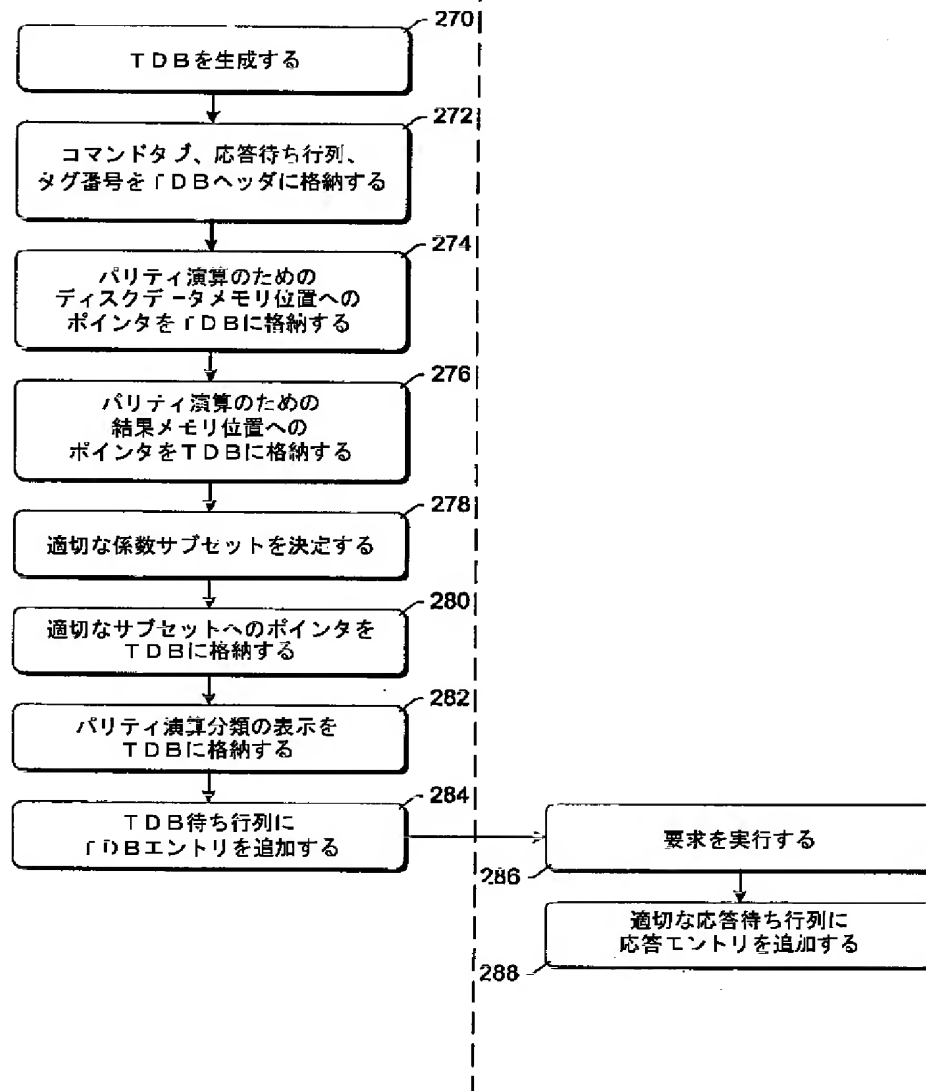 270
TDBを生成する
272
コマンドタブ、応答待ち行列、
タグ番号をTDBヘッダに格納する
274
パリティ演算のための
ディスクデータメモリ位置への
ポインタをTDBに格納する
276
パリティ演算のための
結果メモリ位置への
ポインタをTDBに格納する
278
適切な係数サブセットを決定する
280
適切なサブセットへのポインタを
TDBに格納する
282
パリティ演算分類の表示を
TDBに格納する
284
TDB待ち行列に
TDBエントリを追加する
要求を実行する
286
適切な応答待ち行列に
応答エントリを追加する
288